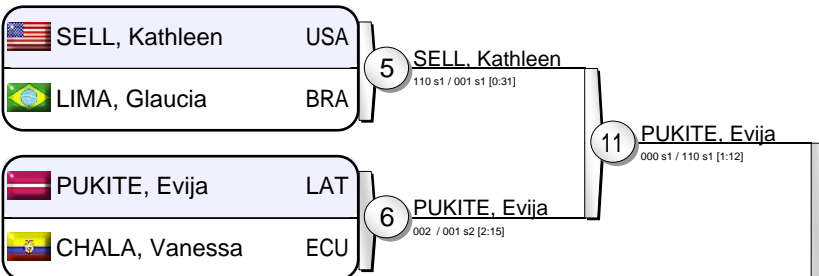 SELL, Kathleen USA
LIMA, Glaucia BRA
5
SELL, Kathleen
110 s1 / 001 s1 [0:31]
11
PUKITE, Evija
000 s1 / 110 s1 [1:12]
PUKITE, Evija LAT
CHALA, Vanessa ECU
6
PUKITE, Evija
002 / 001 s2 [2:15]